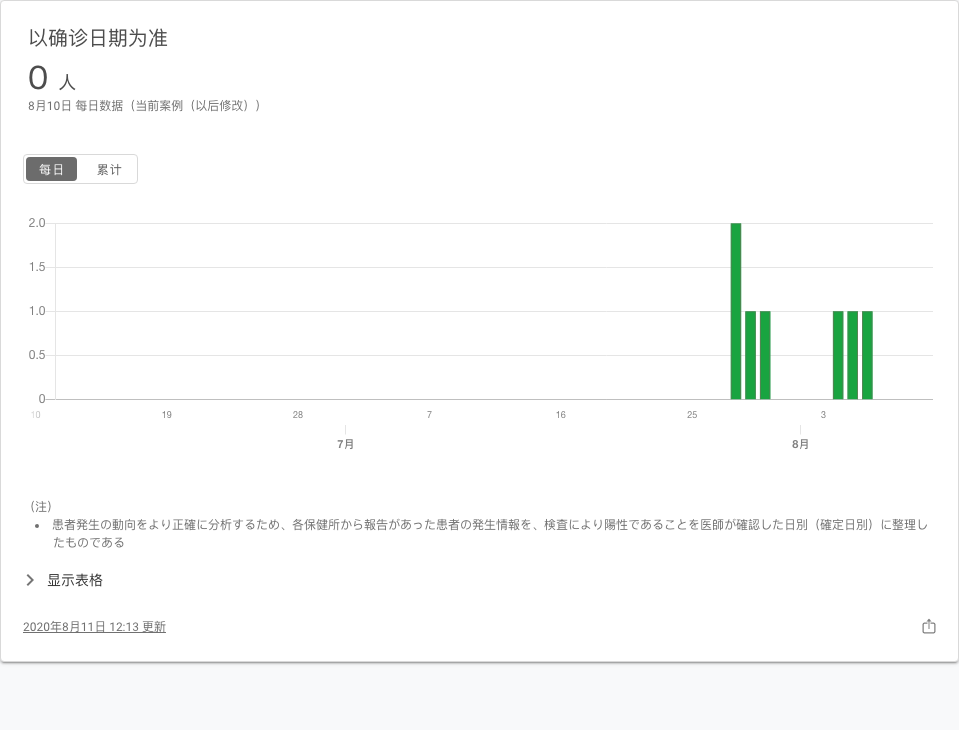 以确诊日期为准
0 人
8月10日 每日数据（当前案例（以后修改））
每日 累计
2.0
1.5
1.0
0.5
0
10 19 28 7 16 25 3
7月 8月
（注）
• 患者発生の動向をより正確に分析するため、各保健所から報告があった患者の発生情報を、検査により陽性であることを医師が確認した日別（確定日別）に整理し
たものである
显示表格
2020年8月11日 12:13 更新